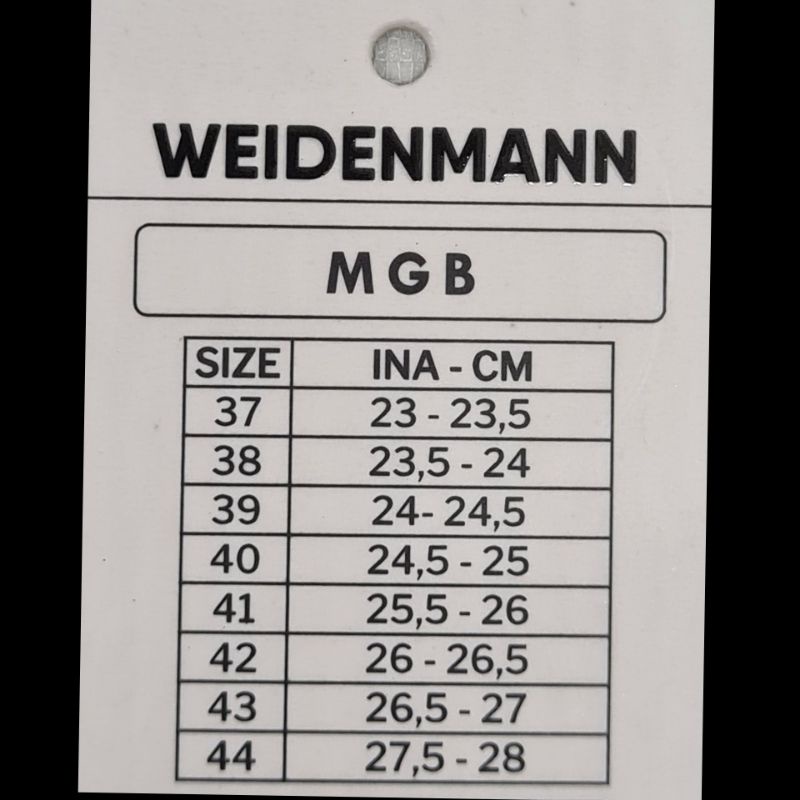 WEIDENMANN
MGB
SIZE INA - CM
37 23 - 23,5
38 23,5 - 24
39 24- 24,5
40 24,5 - 25
41 25,5 - 26
42 26 - 26,5
43 26,5 - 27
44 27,5 - 28